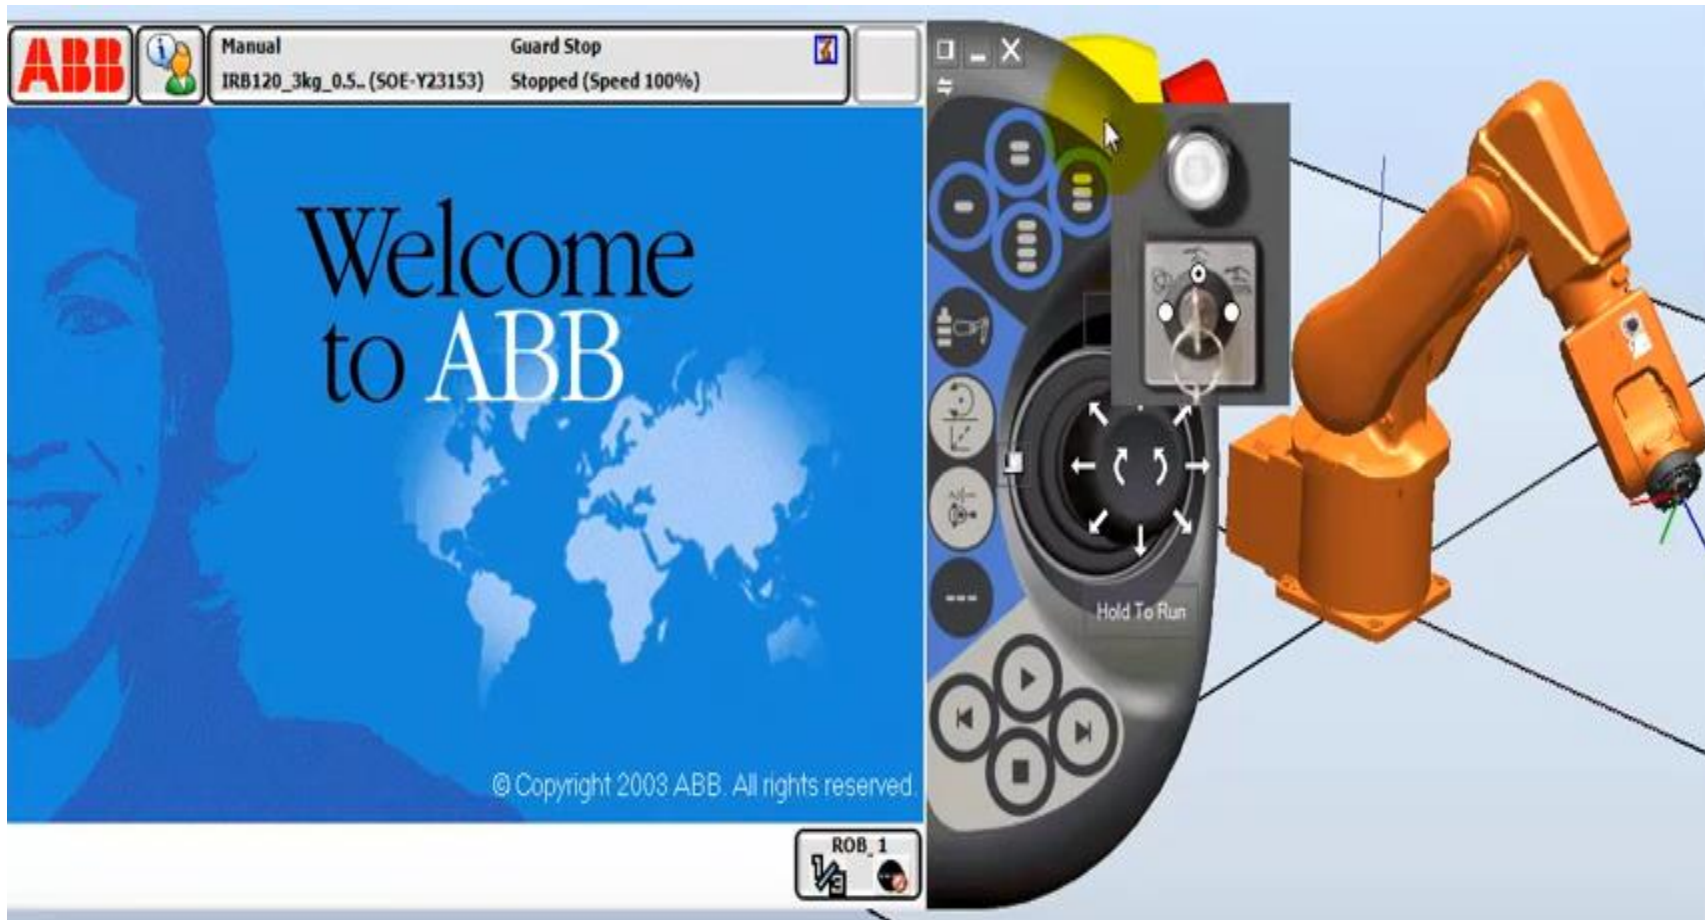 ABB
Manual
Guard Stop
IRB120_3kg_0.5.. (SOE-Y23153)
Stopped (Speed 100%)
Welcome
to ABB
© Copyright 2003 ABB. All rights reserved.
Hold To Run
ROB_1
1/3